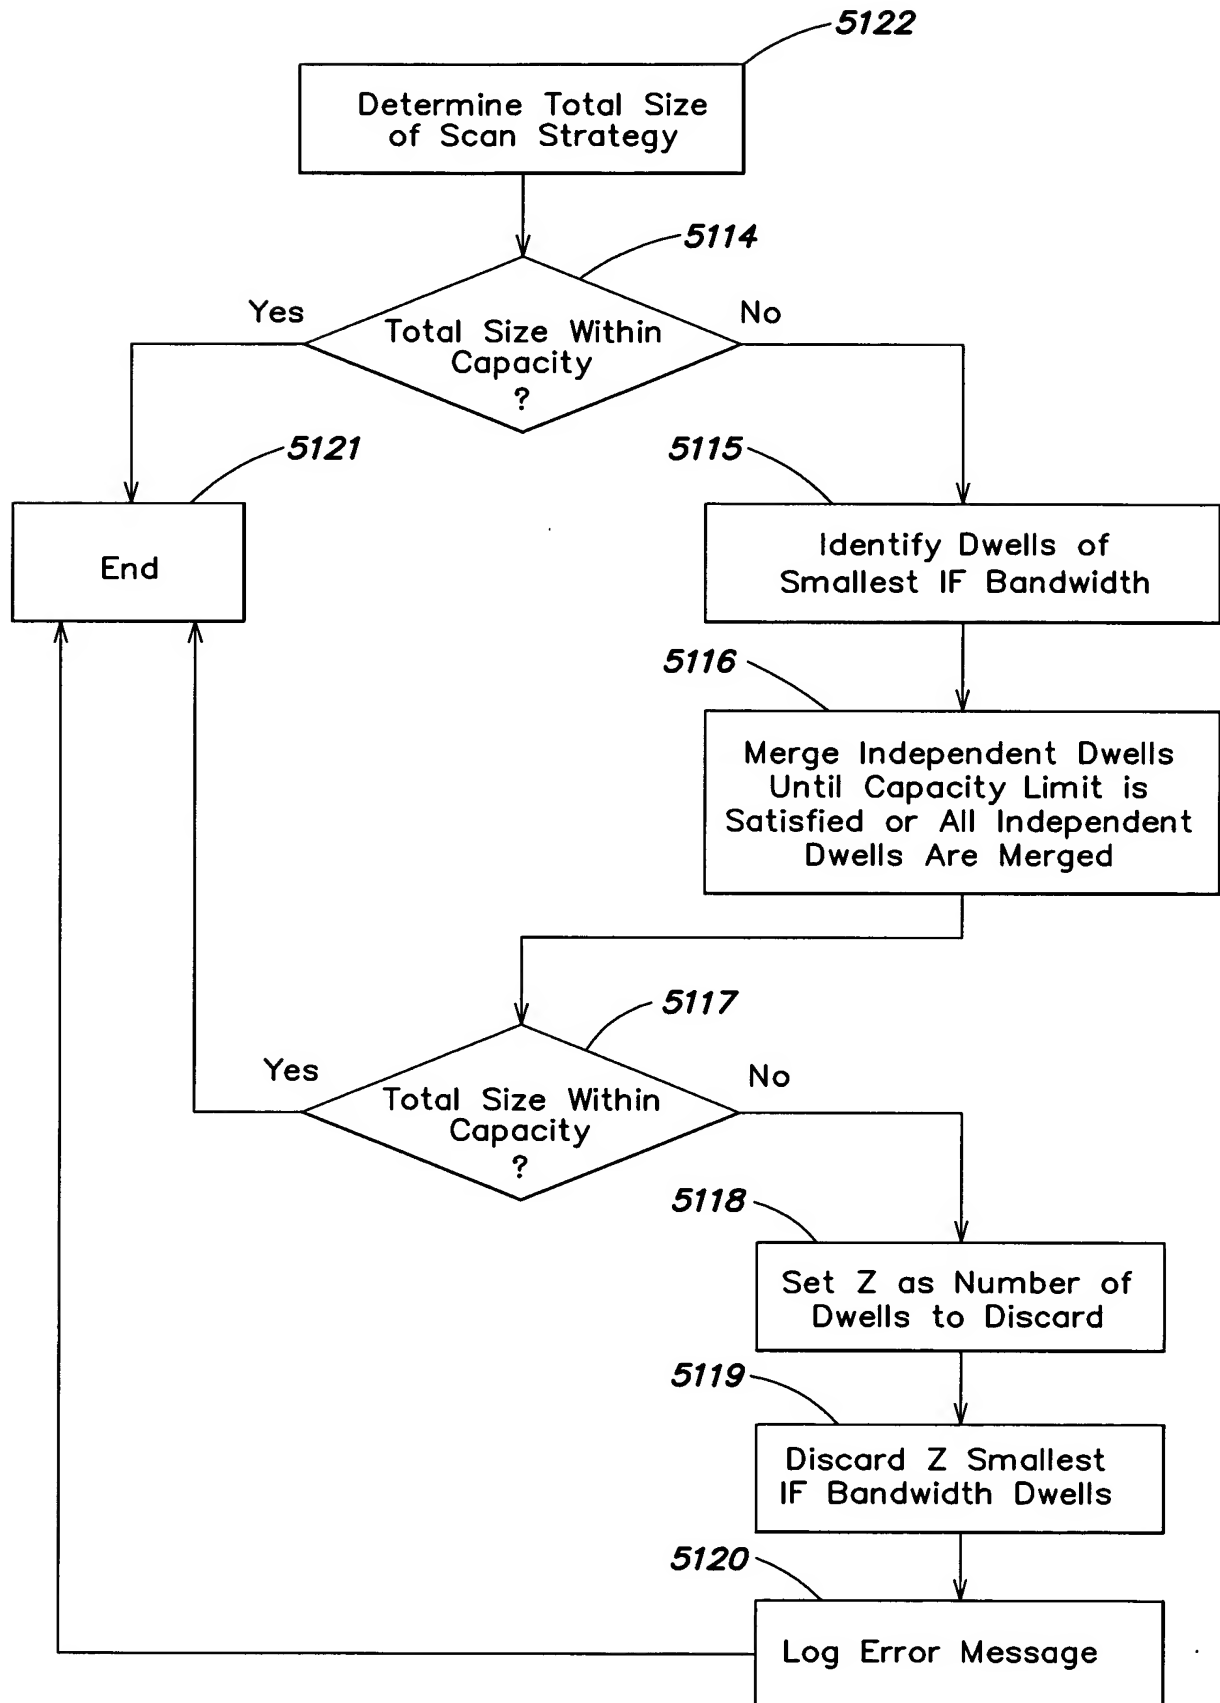 5122
Determine Total Size
of Scan Strategy
5114
Yes
No
Total Size Within
Capacity
?
5121
End
5115
Identify Dwells of
Smallest IF Bandwidth
5116
Merge Independent Dwells
Until Capacity Limit is
Satisfied or All Independent
Dwells Are Merged
5117
Yes
No
Total Size Within
Capacity
?
5118
Set Z as Number of
Dwells to Discard
5119
Discard Z Smallest
IF Bandwidth Dwells
5120
Log Error Message